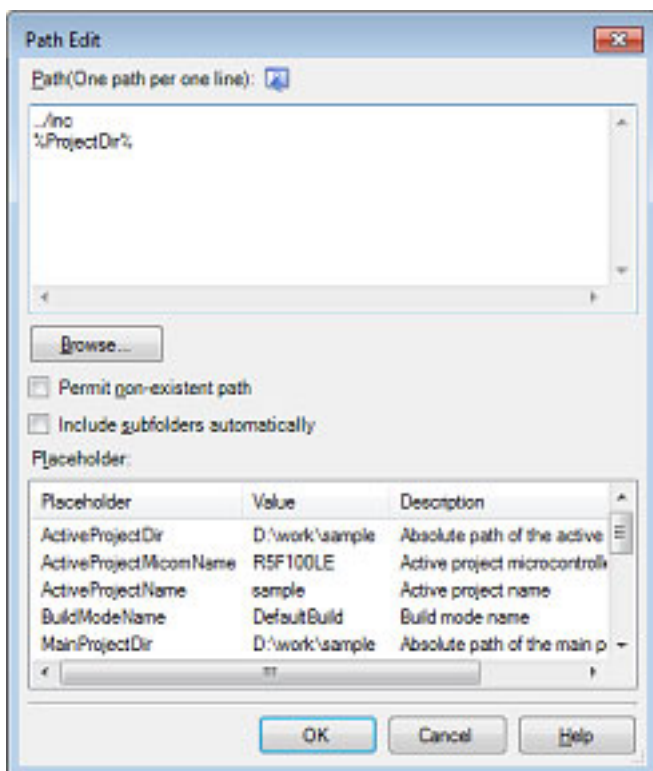 Path Edit
Path(One path per one line):
../inc
%ProjectDir%
Browse...
Permit non-existent path
Include subfolders automatically
Placeholder:
Placeholder Value Description
ActiveProjectDir D:\work\sample Absolute path of the active
ActiveProjectMicomName R5F100LE Active project microcontroll
ActiveProjectName sample Active project name
BuildModeName DefaultBuild Build mode name
MainProjectDir D:\work\sample Absolute path of the main p
OK Cancel Help